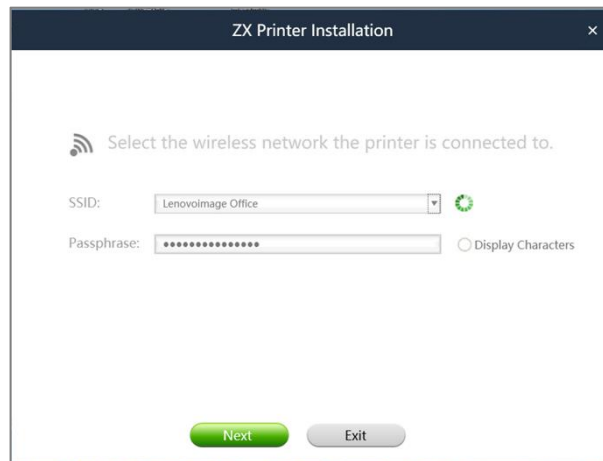 ZX Printer Installation
Select the wireless network the printer is connected to.
SSID: Lenovoimage Office
Passphrase: ●●●●●●●●●●●●●●● Display Characters
Next Exit